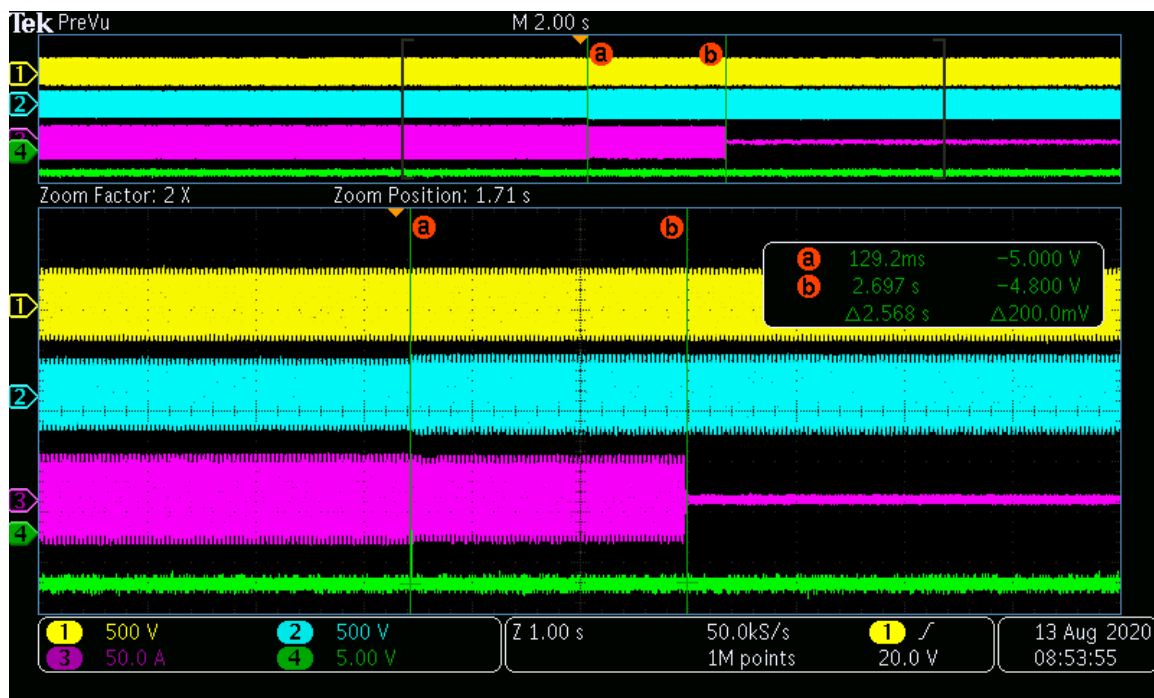 Tek PreVu M 2.00 s
a b
1
2
3
4
Zoom Factor: 2 X Zoom Position: 1.71 s
a b
a 129.2ms -5.000 V
b 2.697 s -4.800 V
△2.568 s △200.0mV
1
2
3
4
1 500 V 2 500 V Z 1.00 s 50.0kS/s 1 13 Aug 2020
3 50.0 A 4 5.00 V 1M points 20.0 V 08:53:55